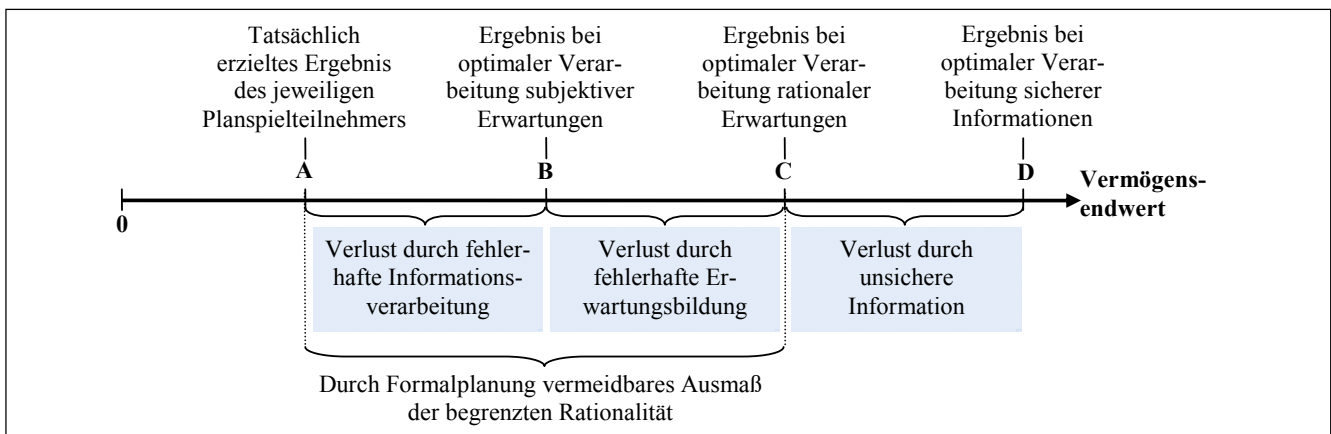 Tatsächlich
erzieltes Ergebnis
des jeweiligen
Planspielteilnehmers
Ergebnis bei
optimaler Verar-
beitung subjektiver
Erwartungen
Ergebnis bei
optimaler Verar-
beitung rationaler
Erwartungen
Ergebnis bei
optimaler Verar-
beitung sicherer
Informationen
A
B
C
D
0
Vermögens-
endwert
Verlust durch fehler-
hafte Informations-
verarbeitung
Verlust durch
fehlerhafte Er-
wartungsbildung
Verlust durch
unsichere
Information
Durch Formalplanung vermeidbares Ausmaß
der begrenzten Rationalität